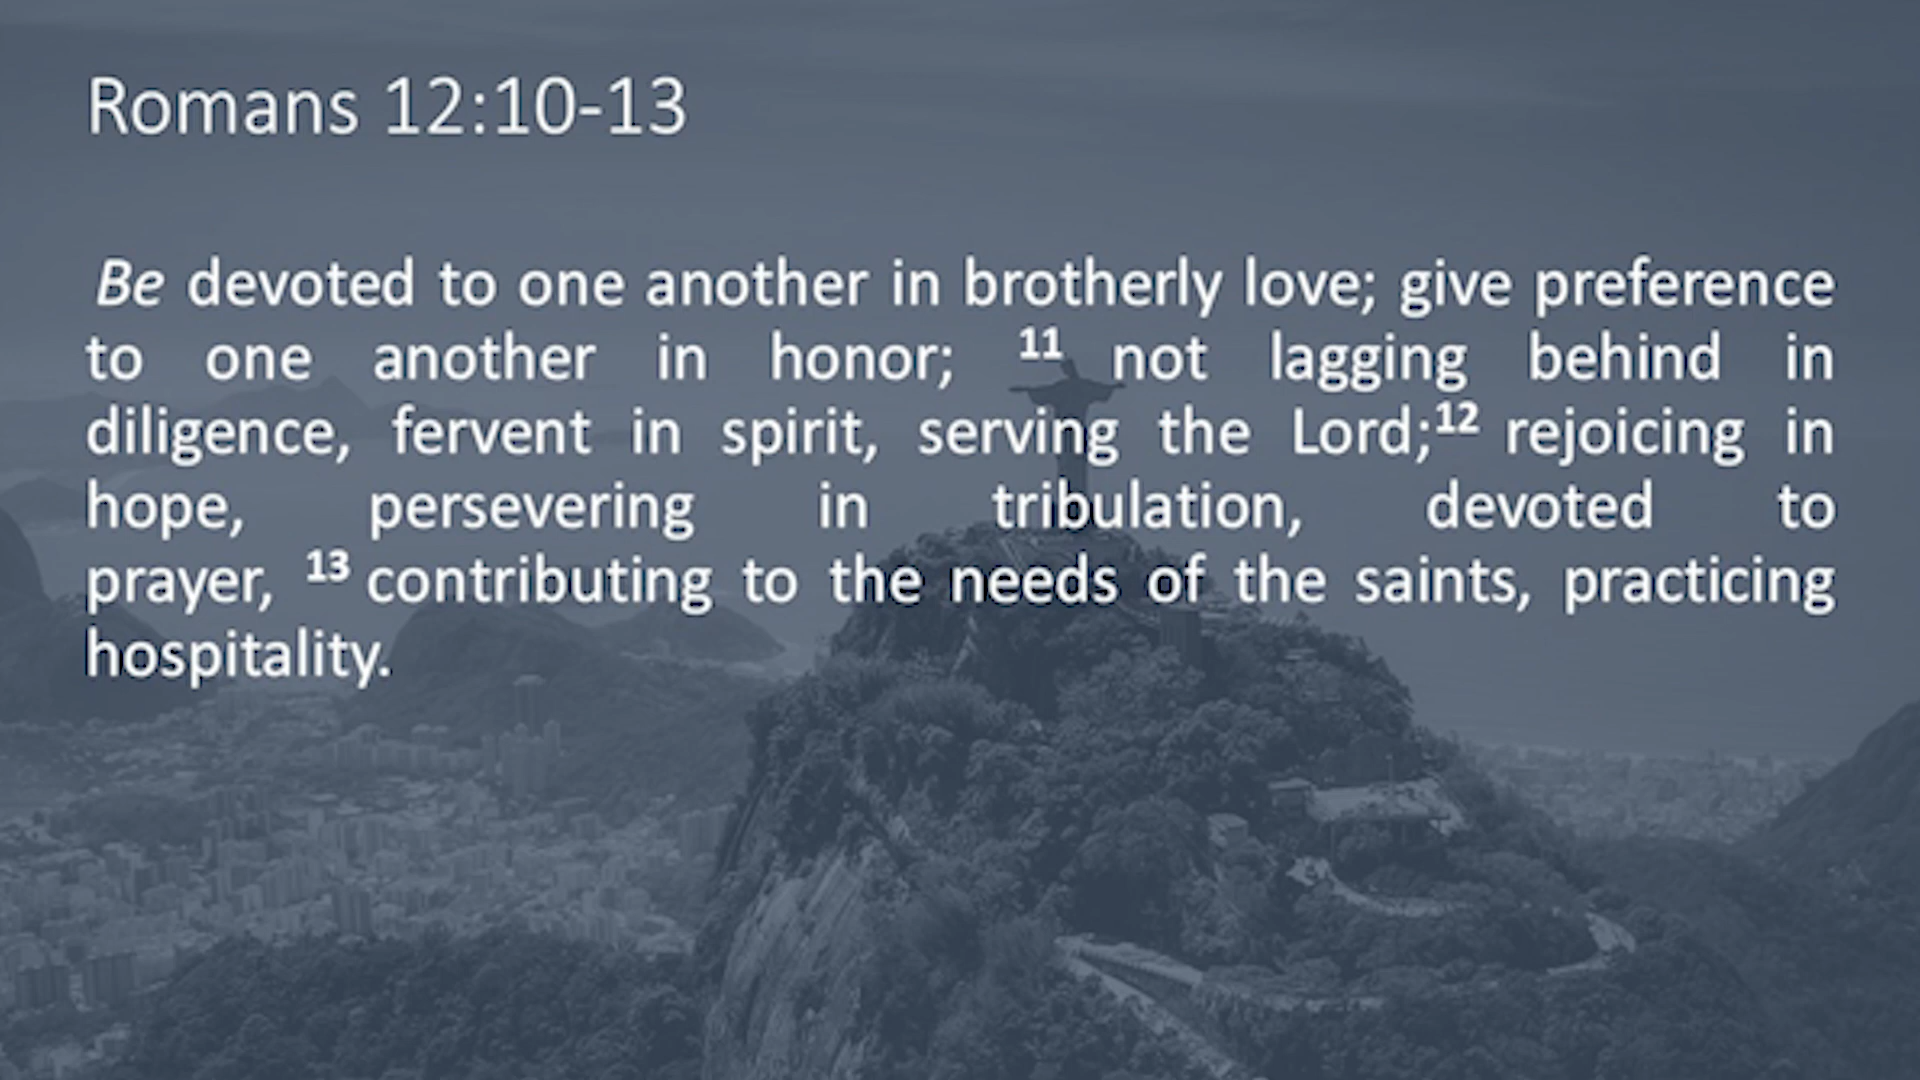 Romans 12:10-13
Be devoted to one another in brotherly love; give preference
to one another in honor; 11 not lagging behind in
diligence, fervent in spirit, serving the Lord;12 rejoicing in
hope, persevering in tribulation, devoted to
prayer, 13 contributing to the needs of the saints, practicing
hospitality.